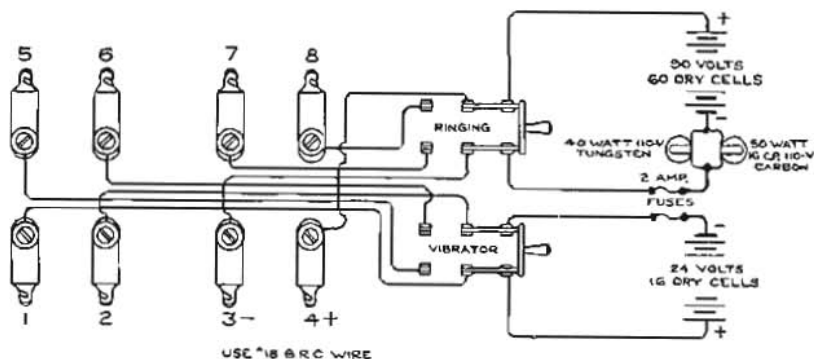 5 6 7 8
+
90 VOLTS
60 DRY CELLS
-
RINGING
40 WATT 110-V
TUNGSTEN
50 WATT
16 C.P. 110-V
CARBON
2 AMP.
FUSES
-
VIBRATOR
24 VOLTS
16 DRY CELLS
+
1 2 3- 4+
USE #18 B R C WIRE